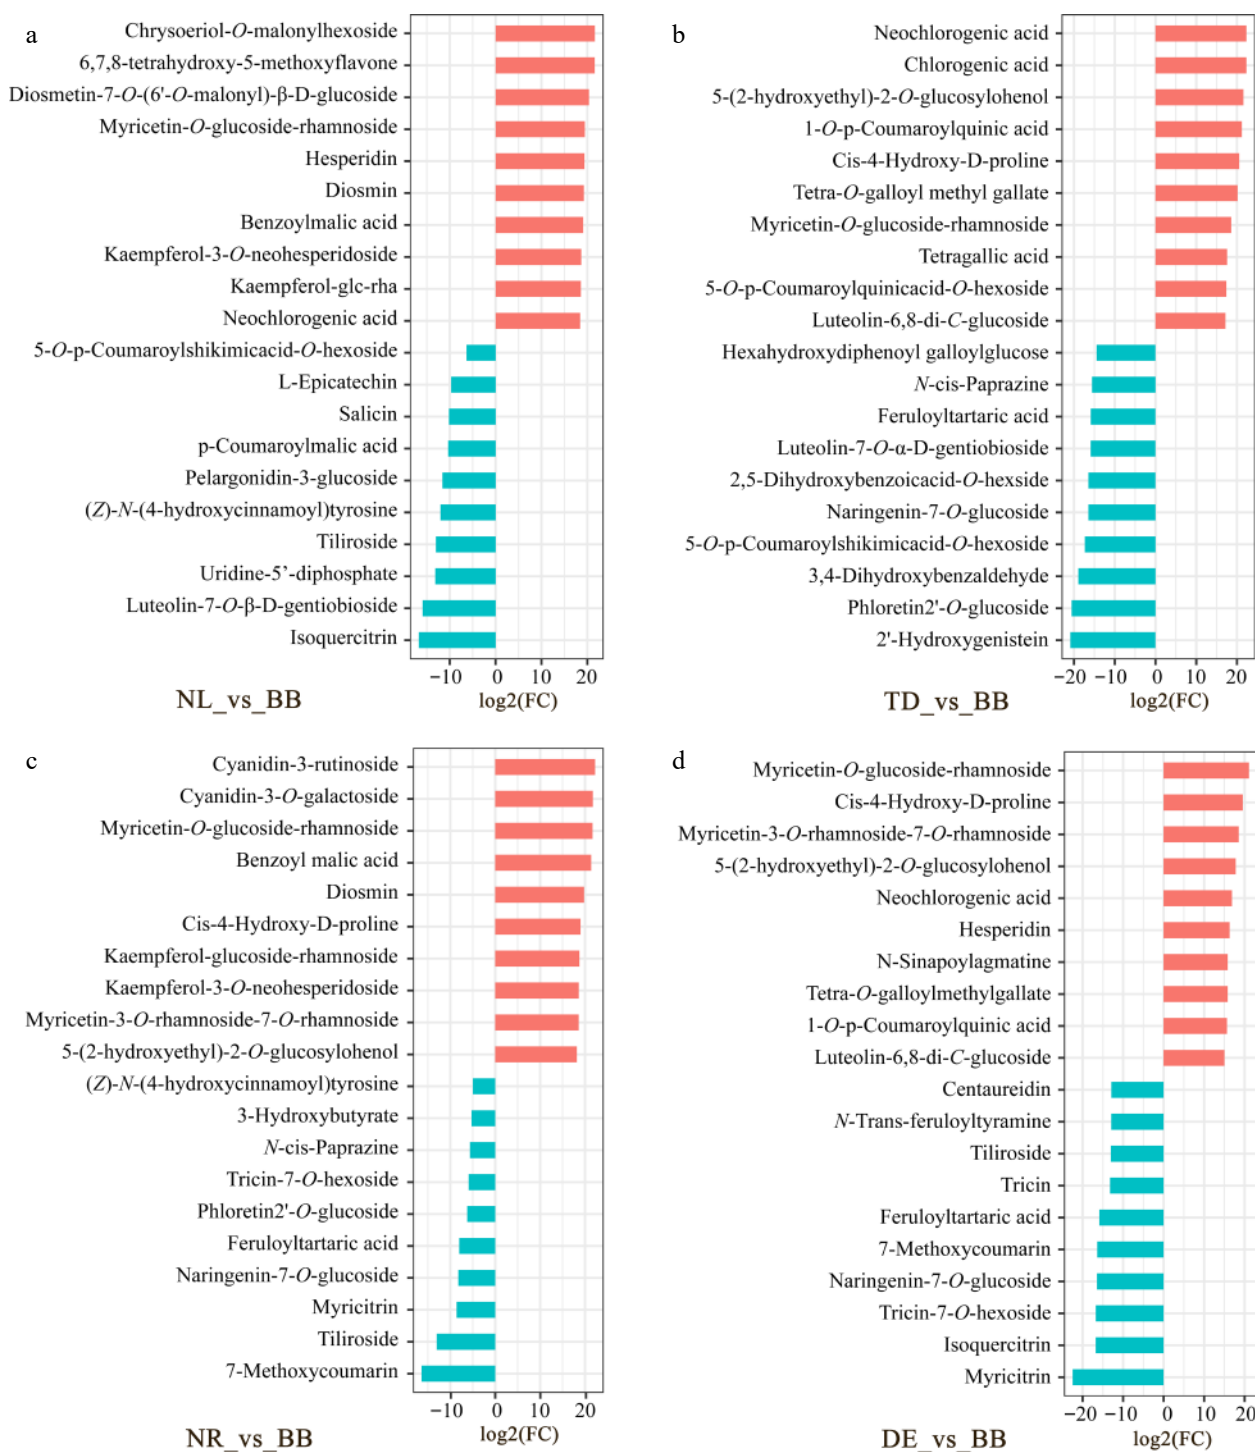 a
Chrysoeriol-O-malonylhexoside
6,7,8-tetrahydroxy-5-methoxyflavone
Diosmetin-7-O-(6'-O-malonyl)-β-D-glucoside
Myricetin-O-glucoside-rhamnoside
Hesperidin
Diosmin
Benzoylmalic acid
Kaempferol-3-O-neohesperidoside
Kaempferol-glc-rha
Neochlorogenic acid
5-O-p-Coumaroylshikimicacid-O-hexoside
L-Epicatechin
Salicin
p-Coumaroylmalic acid
Pelargonidin-3-glucoside
(Z)-N-(4-hydroxycinnamoyl)tyrosine
Tiliroside
Uridine-5’-diphosphate
Luteolin-7-O-β-D-gentiobioside
Isoquercitrin
−10 0 10 20
log2(FC)
NL_vs_BB
b
Neochlorogenic acid
Chlorogenic acid
5-(2-hydroxyethyl)-2-O-glucosylohenol
1-O-p-Coumaroylquinic acid
Cis-4-Hydroxy-D-proline
Tetra-O-galloyl methyl gallate
Myricetin-O-glucoside-rhamnoside
Tetragallic acid
5-O-p-Coumaroylquinicacid-O-hexoside
Luteolin-6,8-di-C-glucoside
Hexahydroxydiphenoyl galloylglucose
N-cis-Paprazine
Feruloyltartaric acid
Luteolin-7-O-α-D-gentiobioside
2,5-Dihydroxybenzoicacid-O-hexside
Naringenin-7-O-glucoside
5-O-p-Coumaroylshikimicacid-O-hexoside
3,4-Dihydroxybenzaldehyde
Phloretin2'-O-glucoside
2'-Hydroxygenistein
−20 −10 0 10 20
log2(FC)
TD_vs_BB
c
Cyanidin-3-rutinoside
Cyanidin-3-O-galactoside
Myricetin-O-glucoside-rhamnoside
Benzoyl malic acid
Diosmin
Cis-4-Hydroxy-D-proline
Kaempferol-glucoside-rhamnoside
Kaempferol-3-O-neohesperidoside
Myricetin-3-O-rhamnoside-7-O-rhamnoside
5-(2-hydroxyethyl)-2-O-glucosylohenol
(Z)-N-(4-hydroxycinnamoyl)tyrosine
3-Hydroxybutyrate
N-cis-Paprazine
Tricin-7-O-hexoside
Phloretin2'-O-glucoside
Feruloyltartaric acid
Naringenin-7-O-glucoside
Myricitrin
Tiliroside
7-Methoxycoumarin
−10 0 10 20
log2(FC)
NR_vs_BB
d
Myricetin-O-glucoside-rhamnoside
Cis-4-Hydroxy-D-proline
Myricetin-3-O-rhamnoside-7-O-rhamnoside
5-(2-hydroxyethyl)-2-O-glucosylohenol
Neochlorogenic acid
Hesperidin
N-Sinapoylagmatine
Tetra-O-galloylmethylgallate
1-O-p-Coumaroylquinic acid
Luteolin-6,8-di-C-glucoside
Centaureidin
N-Trans-feruloyltyramine
Tiliroside
Tricin
Feruloyltartaric acid
7-Methoxycoumarin
Naringenin-7-O-glucoside
Tricin-7-O-hexoside
Isoquercitrin
Myricitrin
−20 −10 0 10 20
log2(FC)
DE_vs_BB